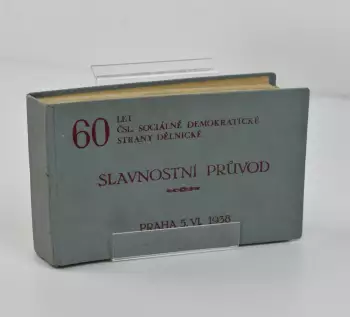 60 LET
ČSL. SOCIÁLNĚ DEMOKRATICKÉ
STRANY DĚLNICKÉ
SLAVNOSTNÍ PRŮVOD
PRAHA 5. VI. 1938